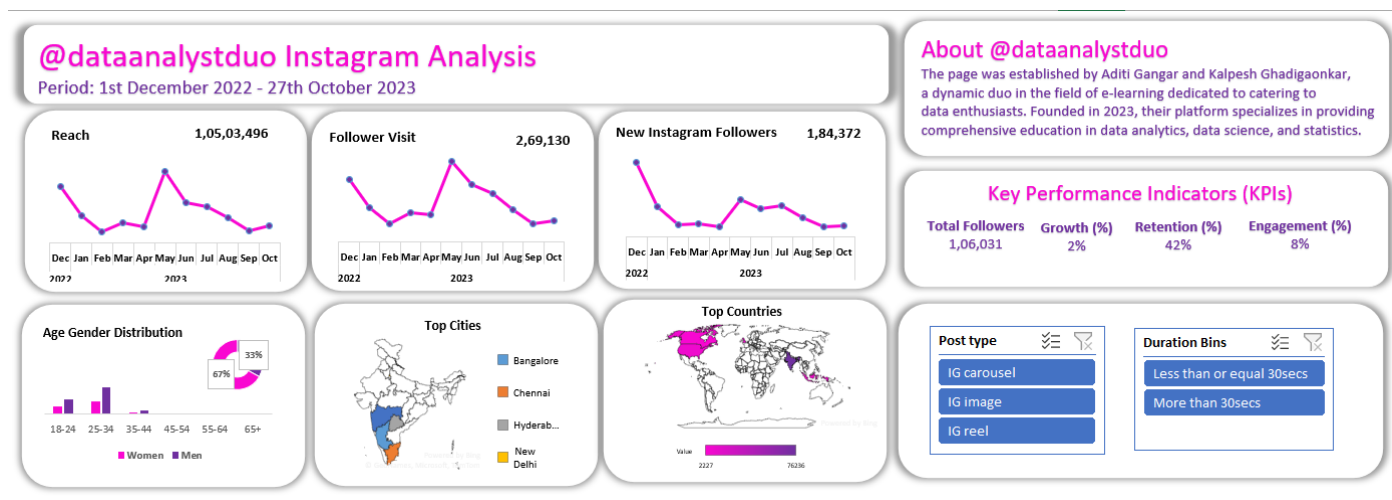 @dataanalystduo Instagram Analysis
Period: 1st December 2022 - 27th October 2023
About @dataanalystduo
The page was established by Aditi Gangar and Kalpesh Ghadigaonkar,
a dynamic duo in the field of e-learning dedicated to catering to
data enthusiasts. Founded in 2023, their platform specializes in providing
comprehensive education in data analytics, data science, and statistics.
Reach 1,05,03,496
Dec Jan Feb Mar Apr May Jun Jul Aug Sep Oct
2022 2023
Follower Visit 2,69,130
Dec Jan Feb Mar Apr May Jun Jul Aug Sep Oct
2022 2023
New Instagram Followers 1,84,372
Dec Jan Feb Mar Apr May Jun Jul Aug Sep Oct
2022 2023
Key Performance Indicators (KPIs)
Total Followers Growth (%) Retention (%) Engagement (%)
1,06,031 2% 42% 8%
Age Gender Distribution
33%
67%
18-24 25-34 35-44 45-54 55-64 65+
Women Men
Top Cities
Bangalore
Chennai
Hyderab...
New
Delhi
Powered by Bing
Top Countries
Powered by Bing
Value
2227 76236
Post type
IG carousel
IG image
IG reel
Duration Bins
Less than or equal 30secs
More than 30secs